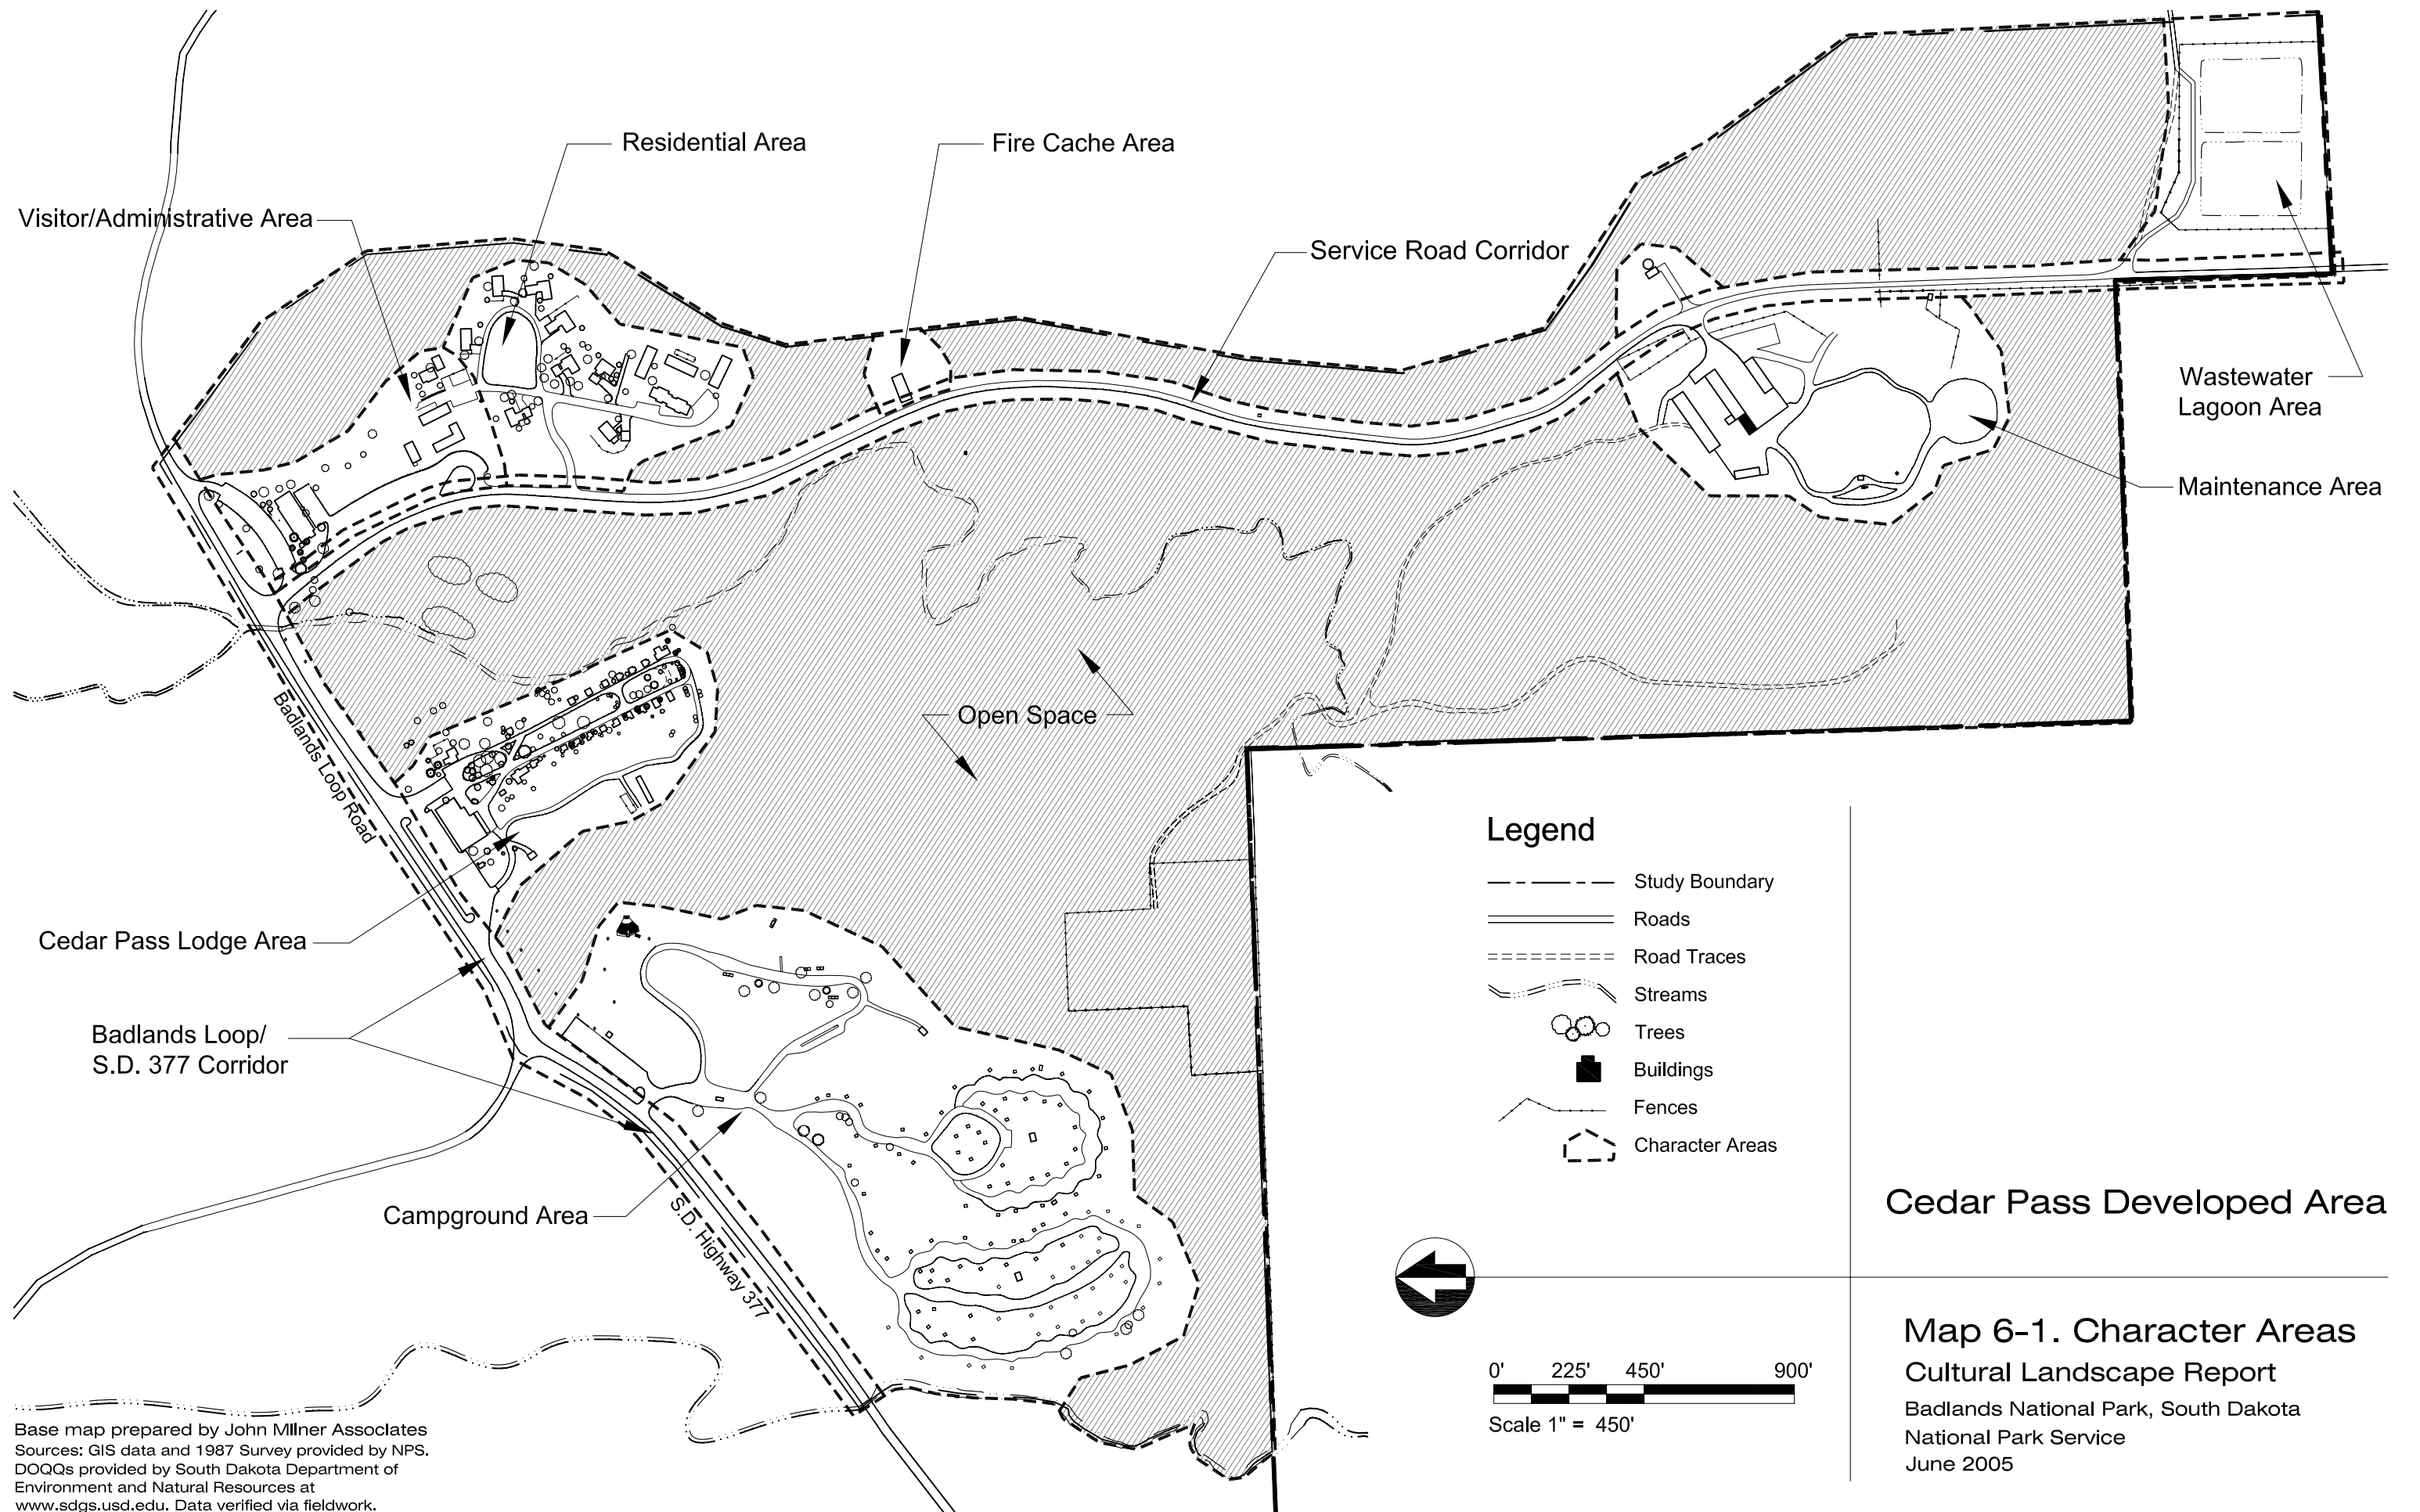 Residential Area
Fire Cache Area
Visitor/Administrative Area
Service Road Corridor
Wastewater
Lagoon Area
Maintenance Area
Open Space
Badlands Loop Road
Cedar Pass Lodge Area
Badlands Loop/
S.D. 377 Corridor
Campground Area
S.D. Highway 377
Legend
Study Boundary
Roads
Road Traces
Streams
Trees
Buildings
Fences
Character Areas
0' 225' 450' 900'
Scale 1" = 450'
Cedar Pass Developed Area
Map 6-1. Character Areas
Cultural Landscape Report
Badlands National Park, South Dakota
National Park Service
June 2005
Base map prepared by John Milner Associates
Sources: GIS data and 1987 Survey provided by NPS.
DOQQs provided by South Dakota Department of
Environment and Natural Resources at
www.sdgs.usd.edu. Data verified via fieldwork.